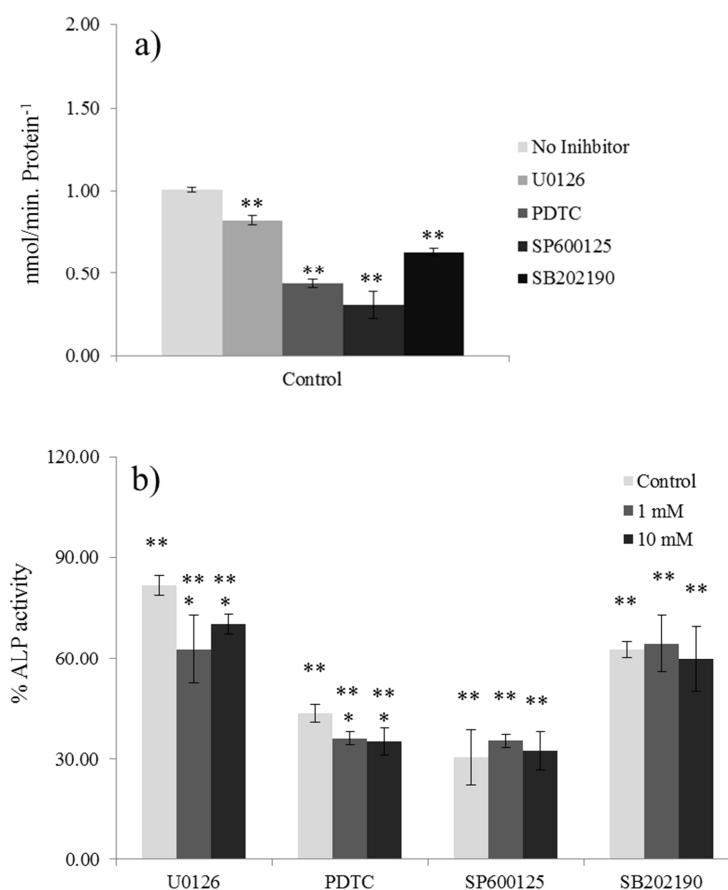 a)
2.00
1.50
1.00
0.50
0.00
nmol/min. Protein-1
**
**
**
**
Control
No Inihbitor
U0126
PDTC
SP600125
SB202190
b)
120.00
90.00
60.00
30.00
0.00
% ALP activity
Control
1 mM
10 mM
**
**
*
**
*
**
**
*
**
*
**
**
**
**
**
**
U0126
PDTC
SP600125
SB202190